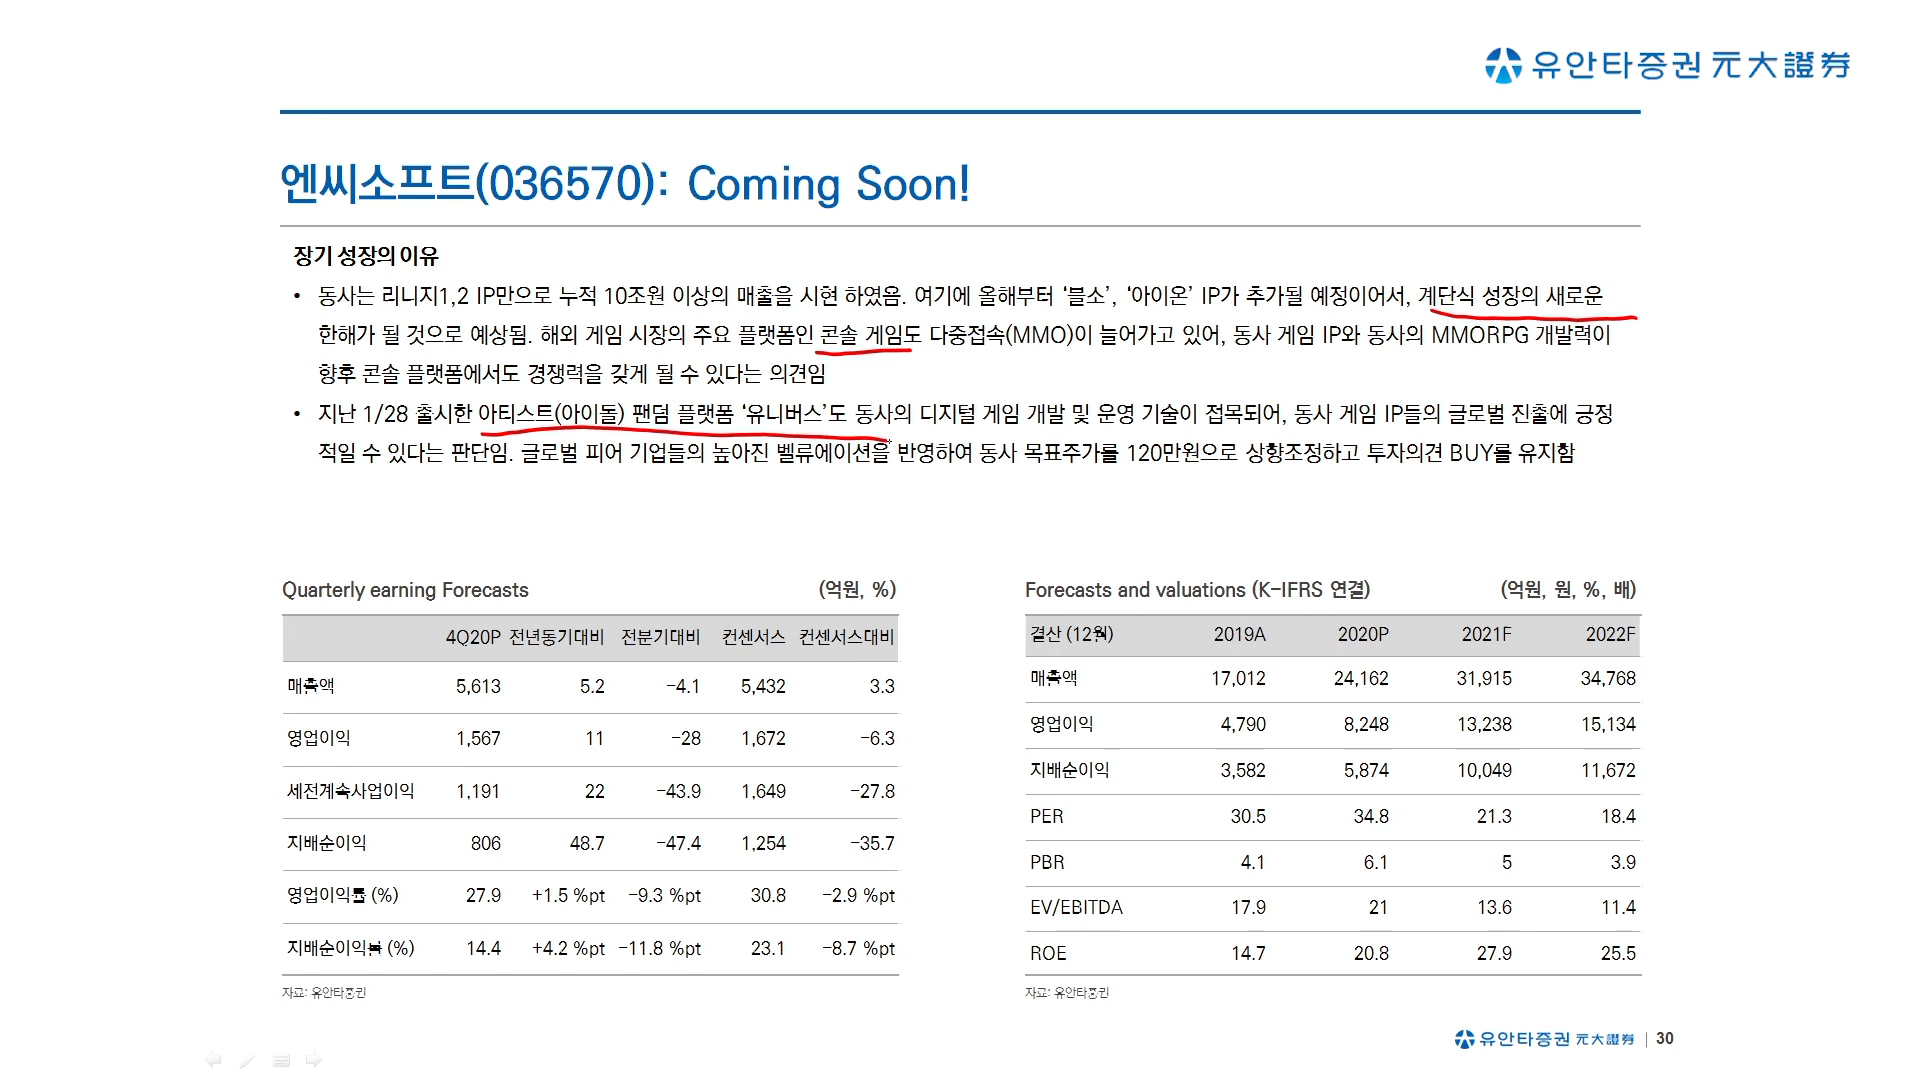 유안타증권 元大證券
엔씨소프트(036570): Coming Soon!
장기 성장의 이유
• 동사는 리니지1,2 IP만으로 누적 10조원 이상의 매출을 시현 하였음. 여기에 올해부터 ‘블소’, ‘아이온’ IP가 추가될 예정이어서, 계단식 성장의 새로운
한해가 될 것으로 예상됨. 해외 게임 시장의 주요 플랫폼인 콘솔 게임도 다중접속(MMO)이 늘어가고 있어, 동사 게임 IP와 동사의 MMORPG 개발력이
향후 콘솔 플랫폼에서도 경쟁력을 갖게 될 수 있다는 의견임
• 지난 1/28 출시한 아티스트(아이돌) 팬덤 플랫폼 ‘유니버스’도 동사의 디지털 게임 개발 및 운영 기술이 접목되어, 동사 게임 IP들의 글로벌 진출에 긍정
적일 수 있다는 판단임. 글로벌 피어 기업들의 높아진 벨류에이션을 반영하여 동사 목표주가를 120만원으로 상향조정하고 투자의견 BUY를 유지함
Quarterly earning Forecasts (억원, %)
4Q20P 전년동기대비 전분기대비 컨센서스 컨센서스대비
매출액 5,613 5.2 -4.1 5,432 3.3
영업이익 1,567 11 -28 1,672 -6.3
세전계속사업이익 1,191 22 -43.9 1,649 -27.8
지배순이익 806 48.7 -47.4 1,254 -35.7
영업이익률 (%) 27.9 +1.5 %pt -9.3 %pt 30.8 -2.9 %pt
지배순이익률 (%) 14.4 +4.2 %pt -11.8 %pt 23.1 -8.7 %pt
자료: 유안타증권
Forecasts and valuations (K-IFRS 연결) (억원, 원, %, 배)
결산 (12월) 2019A 2020P 2021F 2022F
매출액 17,012 24,162 31,915 34,768
영업이익 4,790 8,248 13,238 15,134
지배순이익 3,582 5,874 10,049 11,672
PER 30.5 34.8 21.3 18.4
PBR 4.1 6.1 5 3.9
EV/EBITDA 17.9 21 13.6 11.4
ROE 14.7 20.8 27.9 25.5
자료: 유안타증권
유안타증권 元大證券 | 30